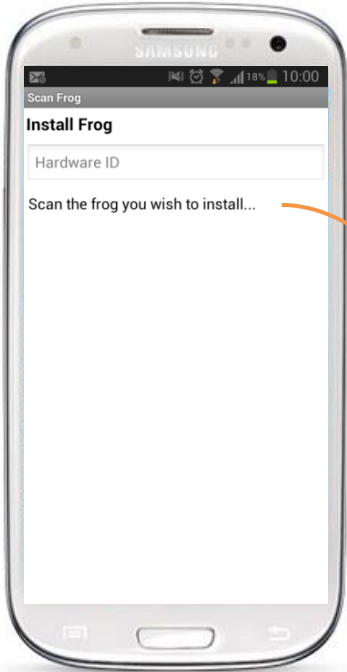 SAMSUNG
18% 10:00
Scan Frog
Install Frog
Hardware ID
Scan the frog you wish to install...